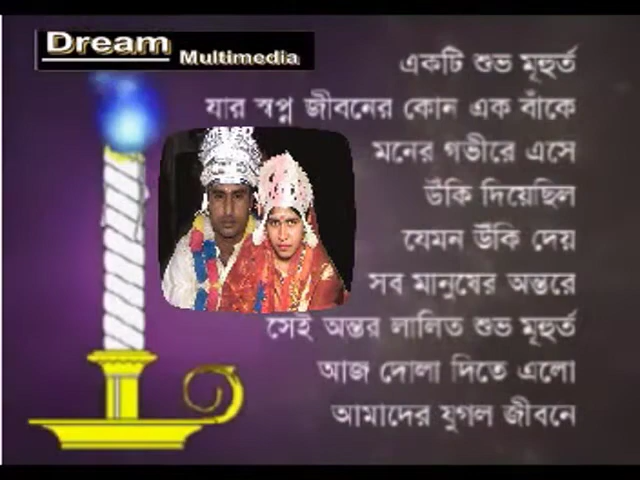 Dream
Multimedia
একটি শুভ মূহুর্ত
যার স্বপ্ন জীবনের কোন এক বাঁকে
মনের গভীরে এসে
উঁকি দিয়েছিল
যেমন উঁকি দেয়
সব মানুষের অন্তরে
সেই অন্তর লালিত শুভ মূহুর্ত
আজ দোলা দিতে এলো
আমাদের যুগল জীবনে